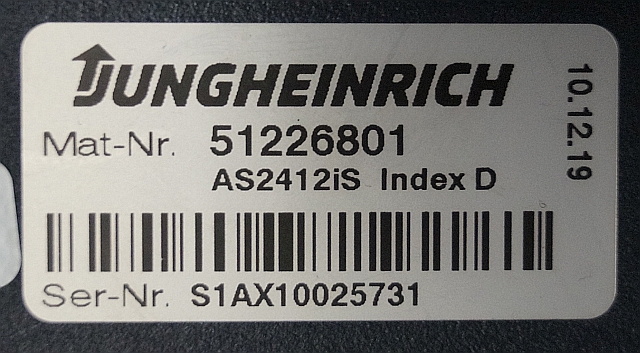 JUNGHEINRICH
Mat-Nr. 51226801
AS2412iS Index D
Ser-Nr. S1AX10025731
10.12.19